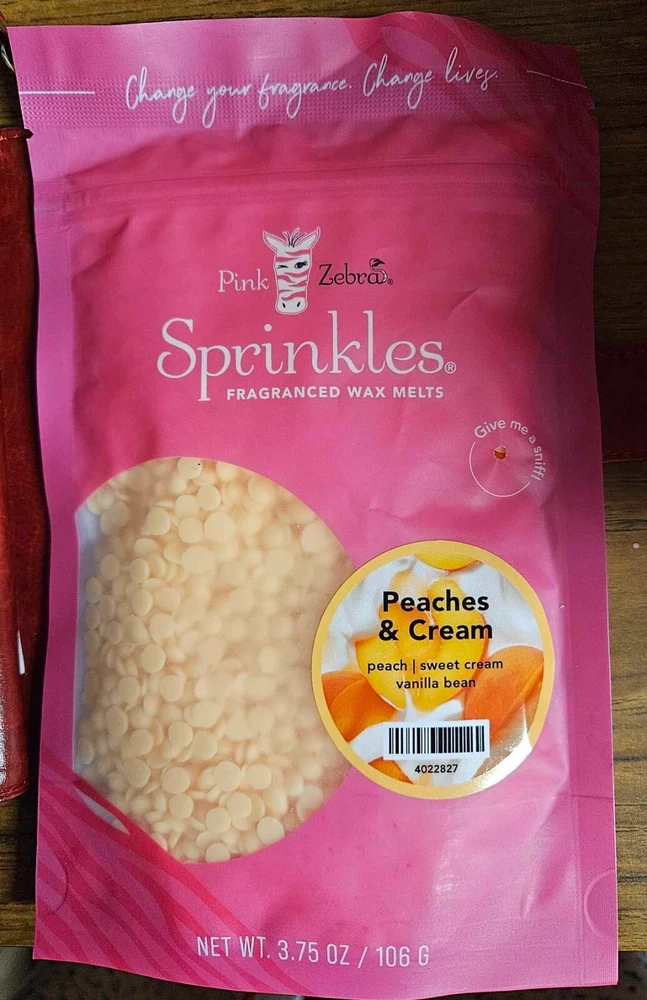 Change your fragrance. Change lives.
Pink Zebra®
Sprinkles®
FRAGRANCED WAX MELTS
Give me a sniff!
Peaches
& Cream
peach | sweet cream
vanilla bean
4022827
NET WT. 3.75 OZ / 106 G